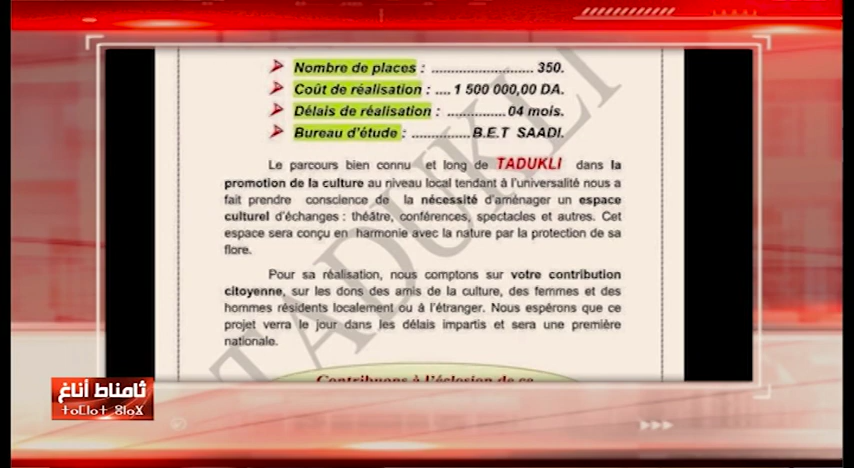 Nombre de places : .............................. 350.
Coût de réalisation : .... 1 500 000,00 DA.
Délais de réalisation : .................. 04 mois.
Bureau d'étude : ................. B.E.T SAADI.
Le parcours bien connu et long de TADUKLI dans la
promotion de la culture au niveau local tendant à l'universalité nous a
fait prendre conscience de la nécessité d'aménager un espace
culturel d'échanges : théâtre, conférences, spectacles et autres. Cet
espace sera conçu en harmonie avec la nature par la protection de sa
flore.
Pour sa réalisation, nous comptons sur votre contribution
citoyenne, sur les dons des amis de la culture, des femmes et des
hommes résidents localement ou à l'étranger. Nous espérons que ce
projet verra le jour dans les délais impartis et sera une première
nationale.
Contribuons à l'éclosion de ce
TADUKLI
ثامناط أناغ